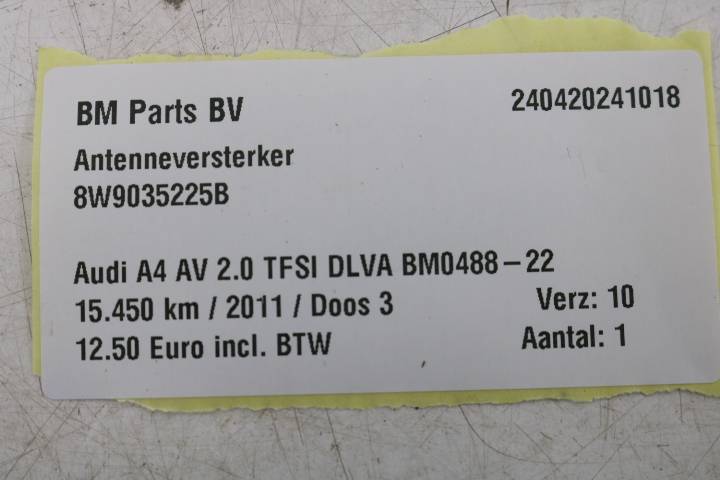 BM Parts BV 240420241018
Antenneversterker
8W9035225B
Audi A4 AV 2.0 TFSI DLVA BM0488-22
15.450 km / 2011 / Doos 3 Verz: 10
12.50 Euro incl. BTW Aantal: 1